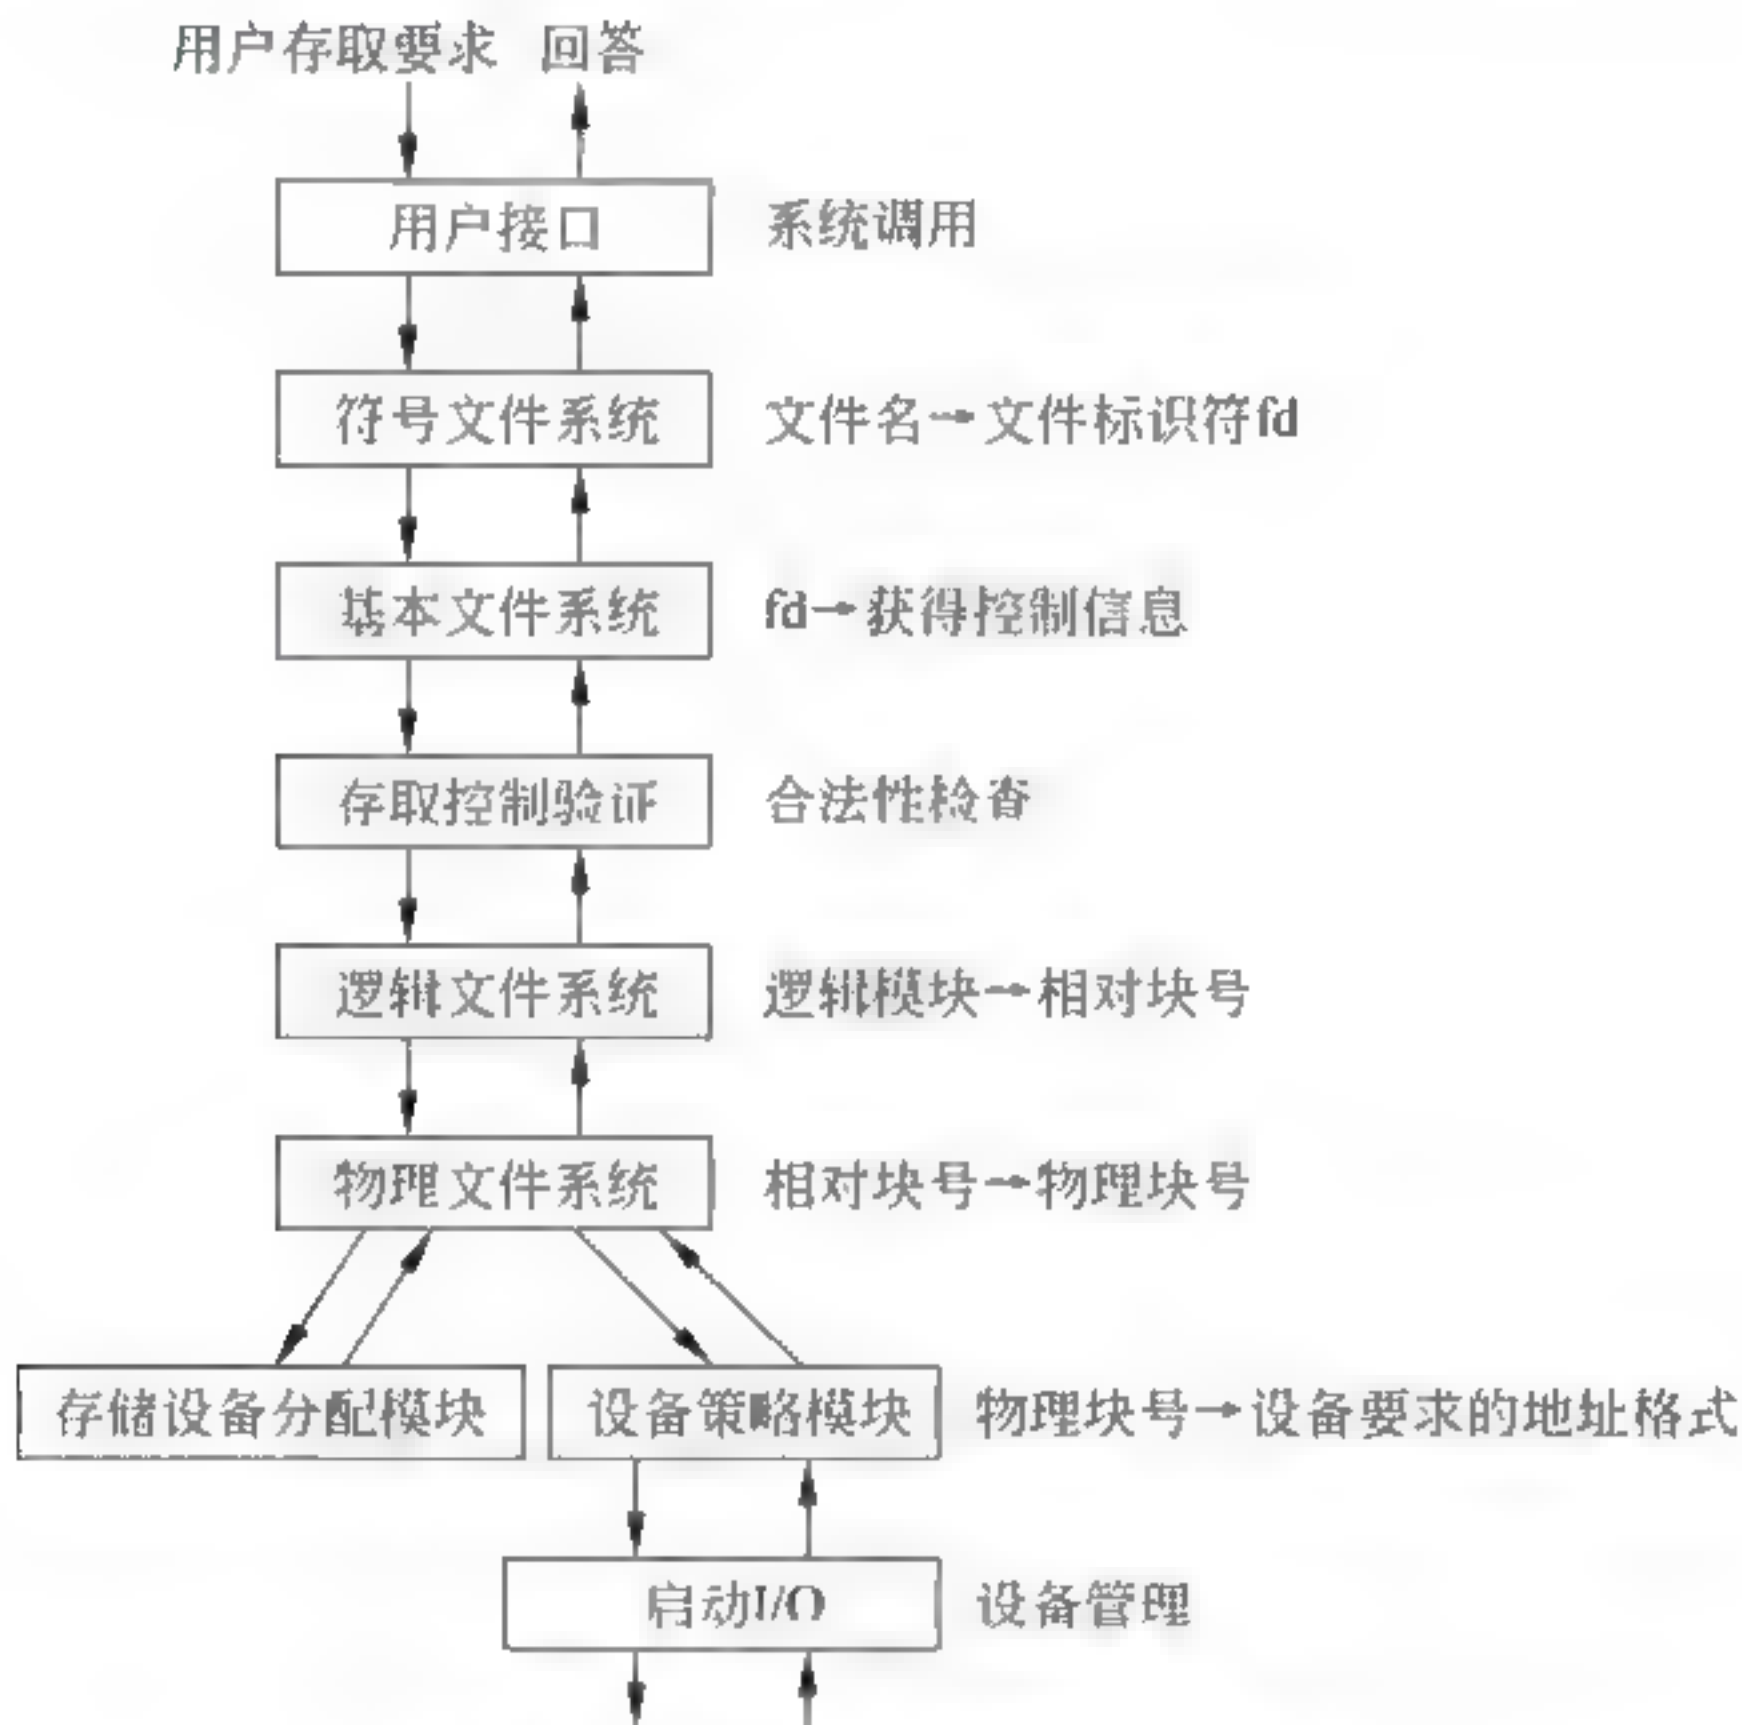 用户存取要求 回答
用户接口 系统调用
符号文件系统 文件名→文件标识符fd
基本文件系统 fd→获得控制信息
存取控制验证 合法性检查
逻辑文件系统 逻辑模块→相对块号
物理文件系统 相对块号→物理块号
存储设备分配模块 设备策略模块 物理块号→设备要求的地址格式
启动I/O 设备管理